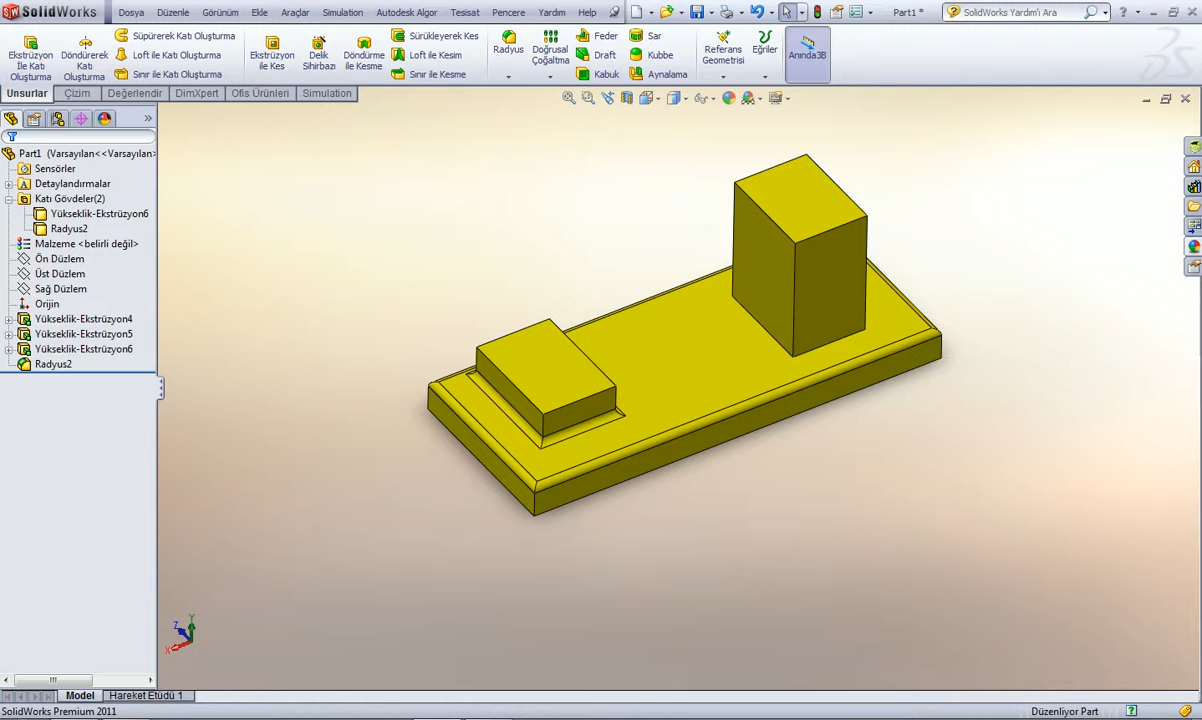 SolidWorks Dosya Düzenle Görünüm Ekle Araçlar Simulation Autodesk Algor Tesisat Pencere Yardım Help Part1 * SolidWorks Yardım'ı Ara
Ekstrüzyon İle Katı Oluşturma
Döndürerek Katı Oluşturma
Süpürerek Katı Oluşturma
Loft ile Katı Oluşturma
Sınır ile Katı Oluşturma
Ekstrüzyon ile Kes
Delik Sihirbazı
Döndürme ile Kesme
Sürükleyerek Kes
Loft ile Kesim
Sınır ile Kesme
Radyus
Doğrusal Çoğaltma
Feder
Draft
Kabuk
Sar
Kubbe
Aynalama
Referans Geometrisi
Eğriler
Anında3B
Unsurlar Çizim Değerlendir DimXpert Ofis Ürünleri Simulation
Part1 (Varsayılan<<Varsayılan>
Sensörler
Detaylandırmalar
Katı Gövdeler(2)
Yükseklik-Ekstrüzyon6
Radyus2
Malzeme <belirli değil>
Ön Düzlem
Üst Düzlem
Sağ Düzlem
Orijin
Yükseklik-Ekstrüzyon4
Yükseklik-Ekstrüzyon5
Yükseklik-Ekstrüzyon6
Radyus2
Y
Z
X
Model Hareket Etüdü 1
SolidWorks Premium 2011 Düzenliyor Part